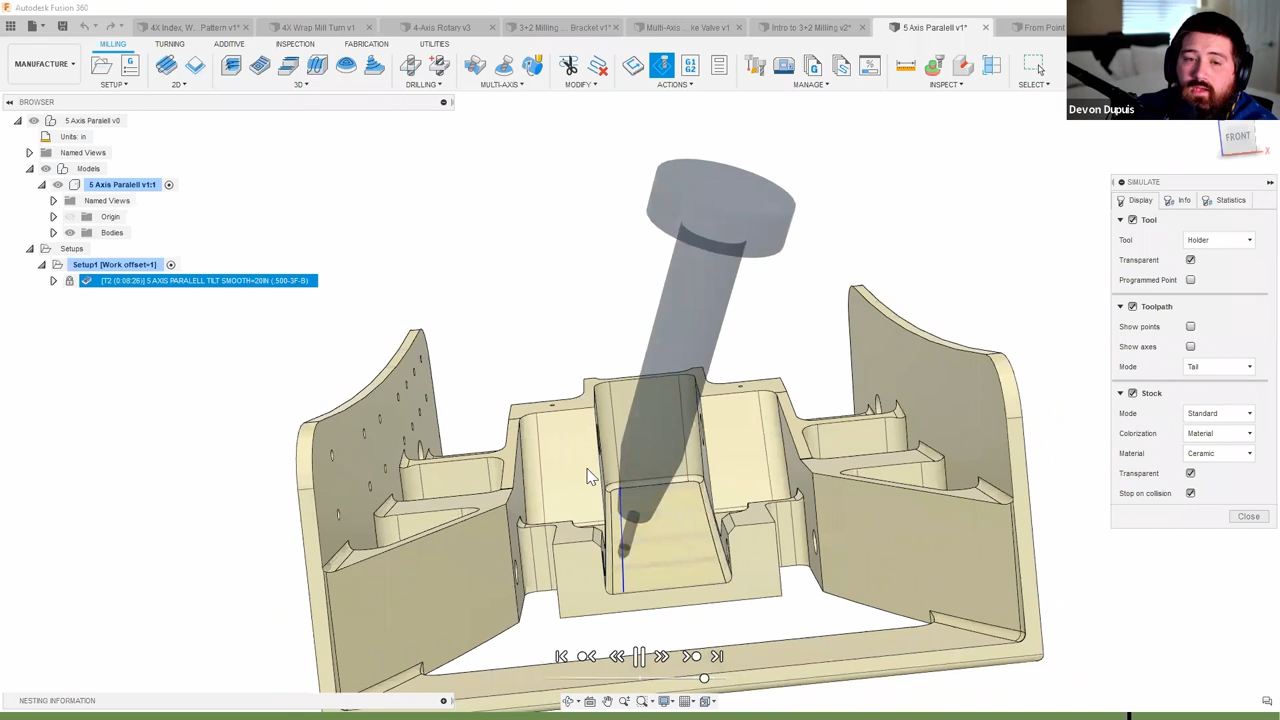 Autodesk Fusion 360
4X Index, W... Pattern v1*
4X Wrap Mill Turn v1
4-Axis Rotary v3
3+2 Milling ... Bracket v1*
Multi-Axis ... ke Valve v1
Intro to 3+2 Milling v2*
5 Axis Paralell v1*
From Point
MILLING
TURNING
ADDITIVE
INSPECTION
FABRICATION
UTILITIES
MANUFACTURE
G
G1
G2
G
SETUP
2D
3D
DRILLING
MULTI-AXIS
MODIFY
ACTIONS
MANAGE
INSPECT
SELECT
Devon Dupuis
BROWSER
5 Axis Paralell v0
Units: in
Named Views
Models
5 Axis Paralell v1:1
Named Views
Origin
Bodies
Setups
Setup1 [Work offset=1]
[T2 (0:08:26)] 5 AXIS PARALELL TILT SMOOTH=20IN (.500-3F-B)
FRONT
X
SIMULATE
Display
Info
Statistics
Tool
Tool
Holder
Transparent
Programmed Point
Toolpath
Show points
Show axes
Mode
Tail
Stock
Mode
Standard
Colorization
Material
Material
Ceramic
Transparent
Stop on collision
Close
NESTING INFORMATION